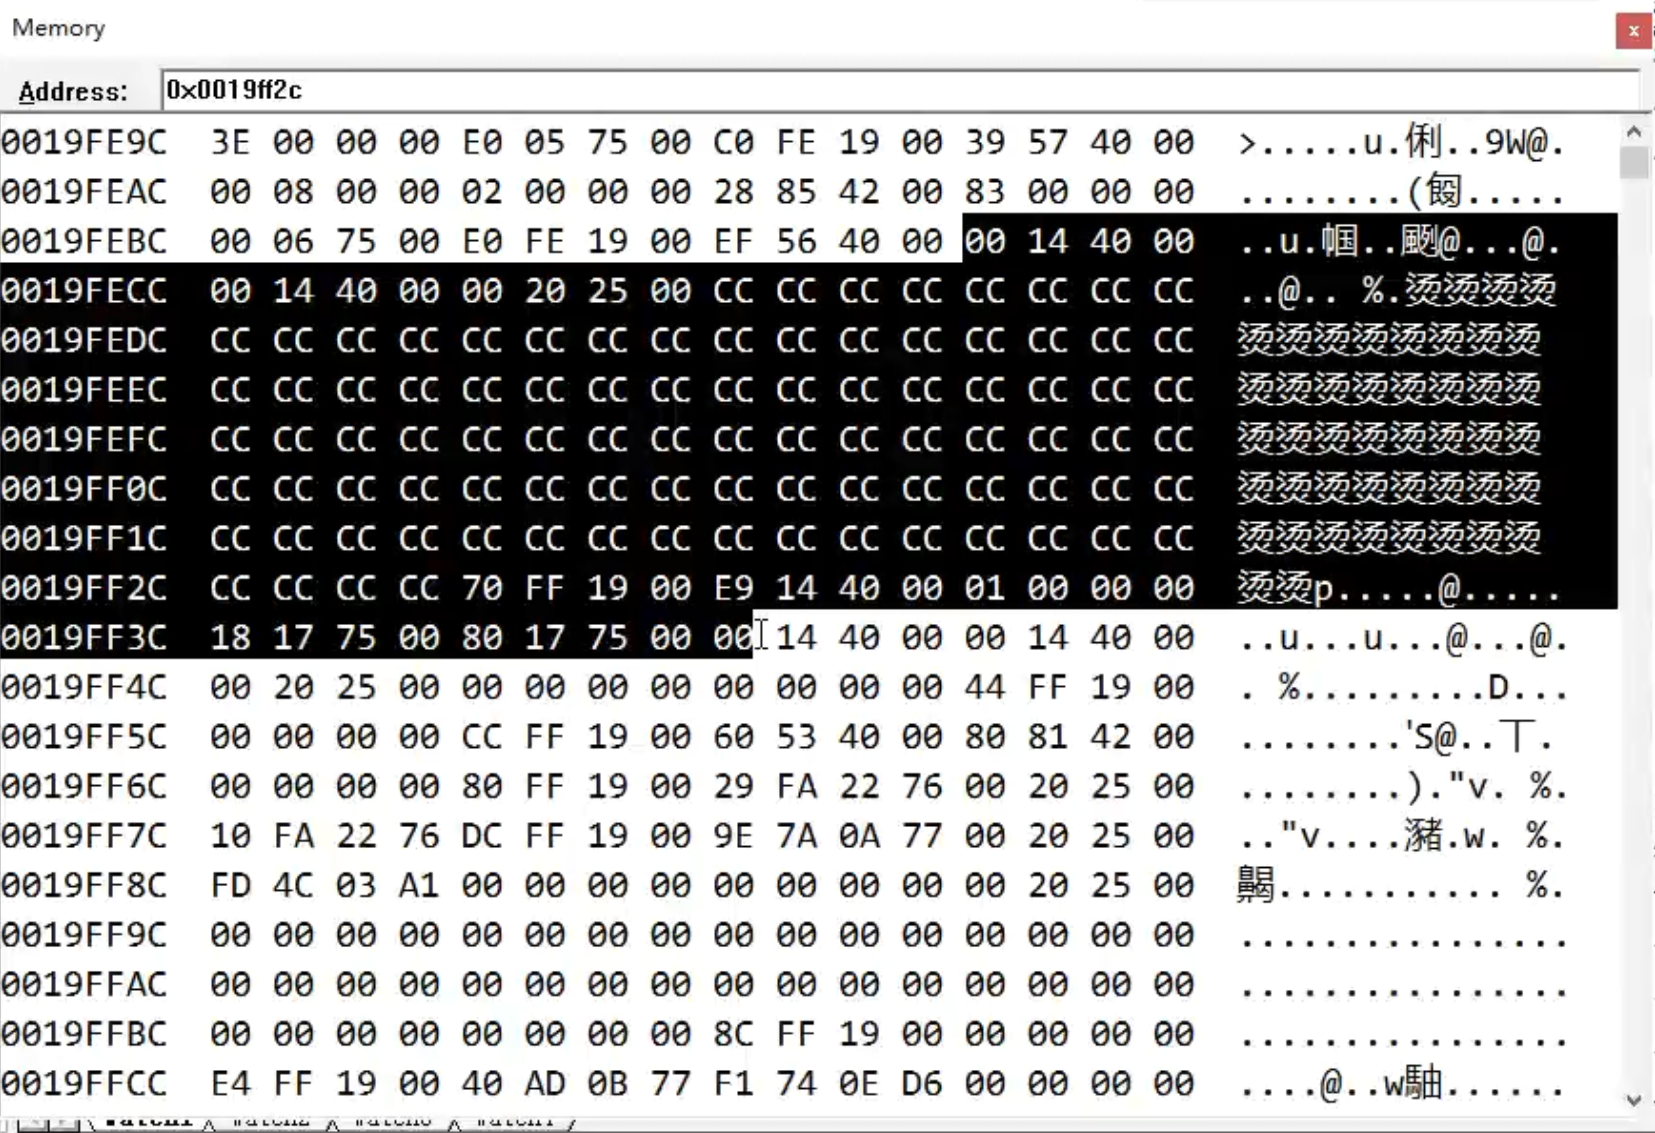 Memory
x
Address: 0x0019ff2c
0019FE9C 3E 00 00 00 E0 05 75 00 C0 FE 19 00 39 57 40 00 >.....u.俐..9W@.
0019FEAC 00 08 00 00 02 00 00 00 28 85 42 00 83 00 00 00 ........(匓.....
0019FEBC 00 06 75 00 E0 FE 19 00 EF 56 40 00 00 14 40 00 ..u.帼..颲@...@.
0019FECC 00 14 40 00 00 20 25 00 CC CC CC CC CC CC CC CC ..@.. %.烫烫烫烫
0019FEDC CC CC CC CC CC CC CC CC CC CC CC CC CC CC CC CC 烫烫烫烫烫烫烫烫
0019FEEC CC CC CC CC CC CC CC CC CC CC CC CC CC CC CC CC 烫烫烫烫烫烫烫烫
0019FEFC CC CC CC CC CC CC CC CC CC CC CC CC CC CC CC CC 烫烫烫烫烫烫烫烫
0019FF0C CC CC CC CC CC CC CC CC CC CC CC CC CC CC CC CC 烫烫烫烫烫烫烫烫
0019FF1C CC CC CC CC CC CC CC CC CC CC CC CC CC CC CC CC 烫烫烫烫烫烫烫烫
0019FF2C CC CC CC CC 70 FF 19 00 E9 14 40 00 01 00 00 00 烫烫p.....@.....
0019FF3C 18 17 75 00 80 17 75 00 00 14 40 00 00 14 40 00 ..u...u...@...@.
0019FF4C 00 20 25 00 00 00 00 00 00 00 00 00 44 FF 19 00 . %.........D...
0019FF5C 00 00 00 00 CC FF 19 00 60 53 40 00 80 81 42 00 ........'S@..丅.
0019FF6C 00 00 00 00 80 FF 19 00 29 FA 22 76 00 20 25 00 ........)."v. %.
0019FF7C 10 FA 22 76 DC FF 19 00 9E 7A 0A 77 00 20 25 00 .."v....瀦.w. %.
0019FF8C FD 4C 03 A1 00 00 00 00 00 00 00 00 00 20 25 00 齃........... %.
0019FF9C 00 00 00 00 00 00 00 00 00 00 00 00 00 00 00 00 ................
0019FFAC 00 00 00 00 00 00 00 00 00 00 00 00 00 00 00 00 ................
0019FFBC 00 00 00 00 00 00 00 00 8C FF 19 00 00 00 00 00 ................
0019FFCC E4 FF 19 00 40 AD 0B 77 F1 74 0E D6 00 00 00 00 ....@..w駎......